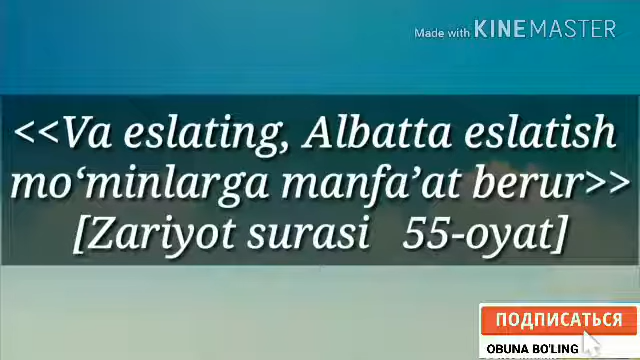 Made with KINEMASTER
<<Va eslating, Albatta eslatish
mo‘minlarga manfa’at berur>>
[Zariyot surasi 55-oyat]
ПОДПИСАТЬСЯ
OBUNA BO'LING